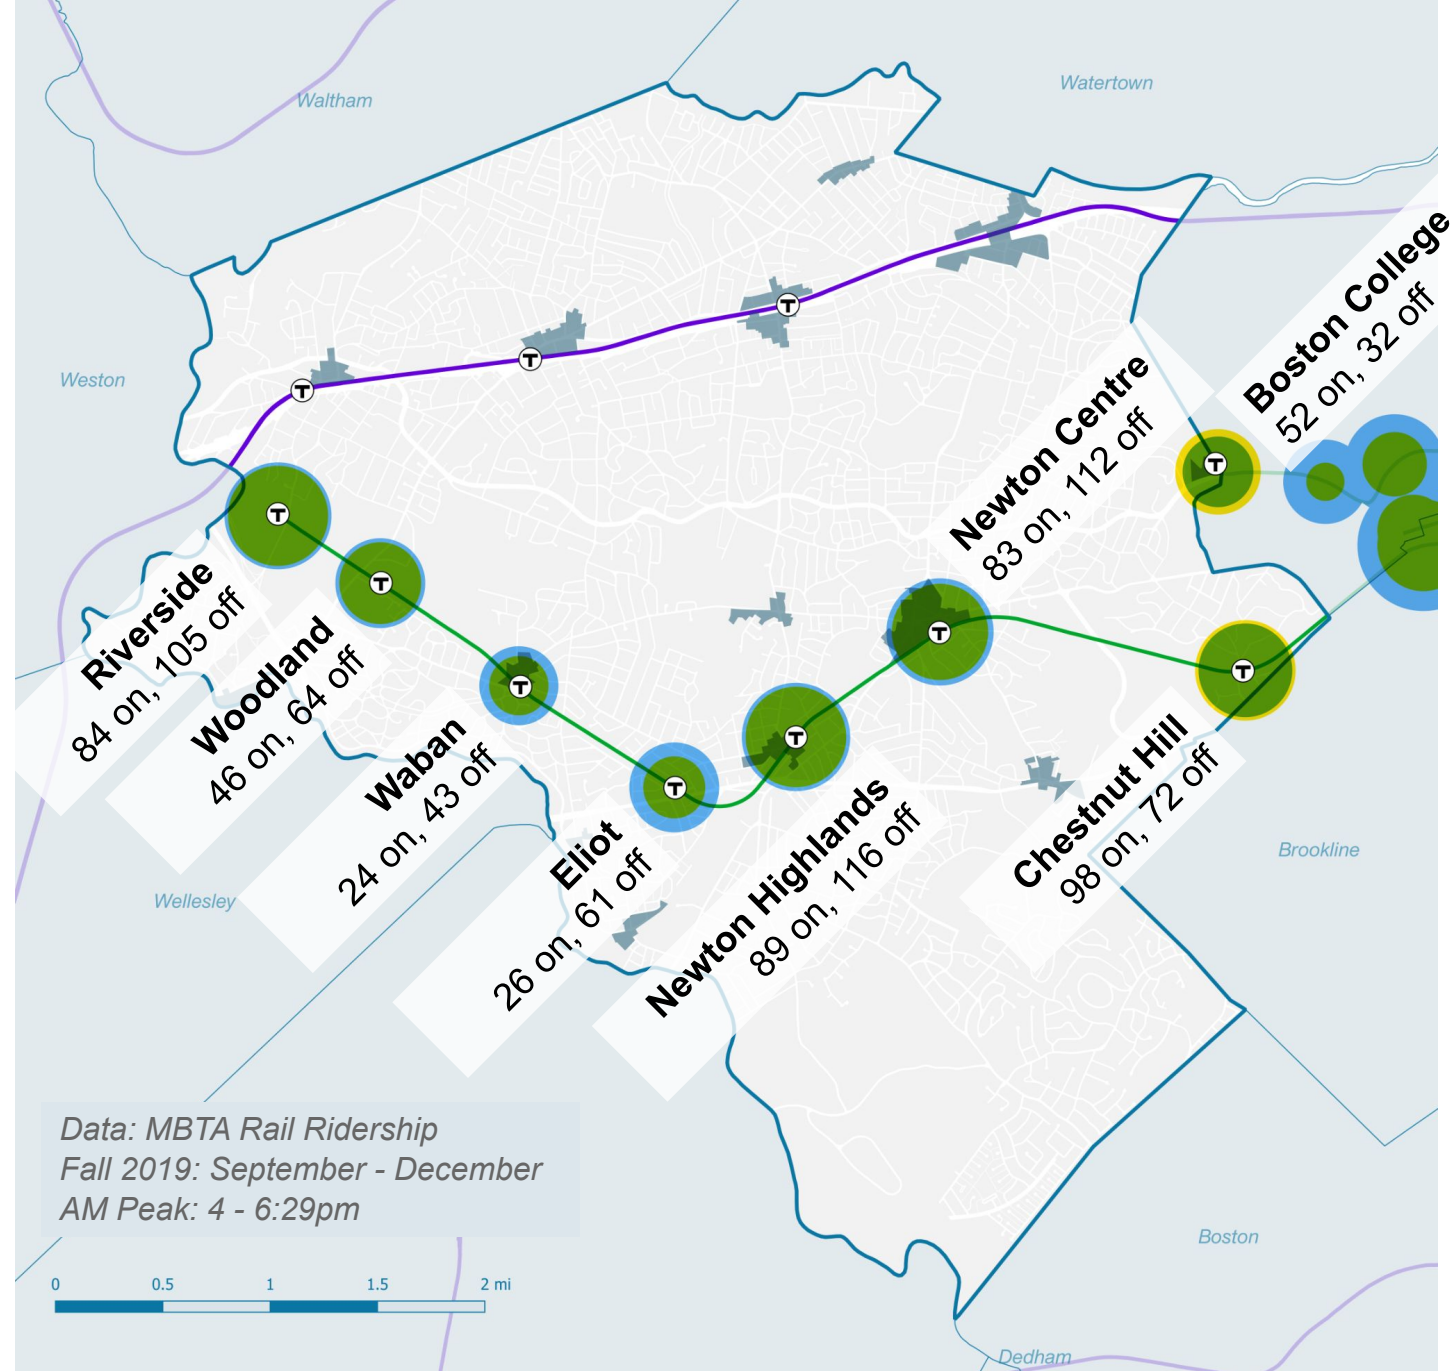 Waltham
Watertown
Weston
Boston College
52 on, 32 off
Newton Centre
83 on, 112 off
Riverside
84 on, 105 off
Woodland
46 on, 64 off
Waban
24 on, 43 off
Eliot
26 on, 61 off
Newton Highlands
89 on, 116 off
Chestnut Hill
98 on, 72 off
Brookline
Wellesley
Data: MBTA Rail Ridership
Fall 2019: September - December
AM Peak: 4 - 6:29pm
Boston
0 0.5 1 1.5 2 mi
Dedham
T
T
T
T
T
T
T
T
T
T
T